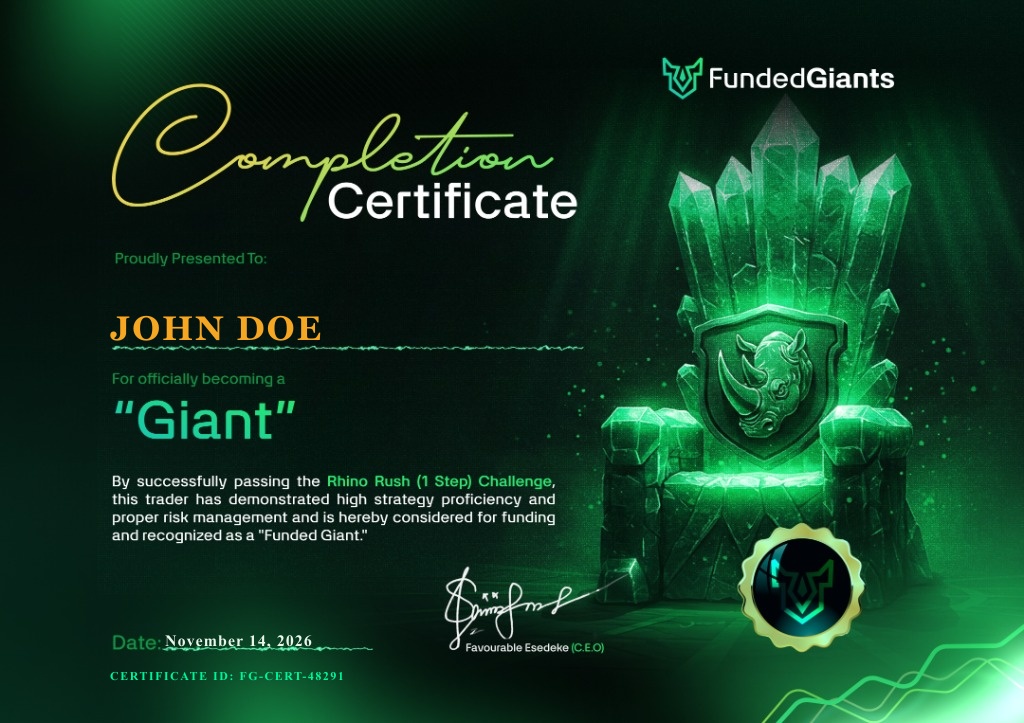 FundedGiants
Completion
Certificate
Proudly Presented To:
JOHN DOE
For officially becoming a
“Giant”
By successfully passing the Rhino Rush (1 Step) Challenge,
this trader has demonstrated high strategy proficiency and
proper risk management and is hereby considered for funding
and recognized as a "Funded Giant."
Date: November 14, 2026
Favourable Esedeke (C.E.O)
CERTIFICATE ID: FG-CERT-48291